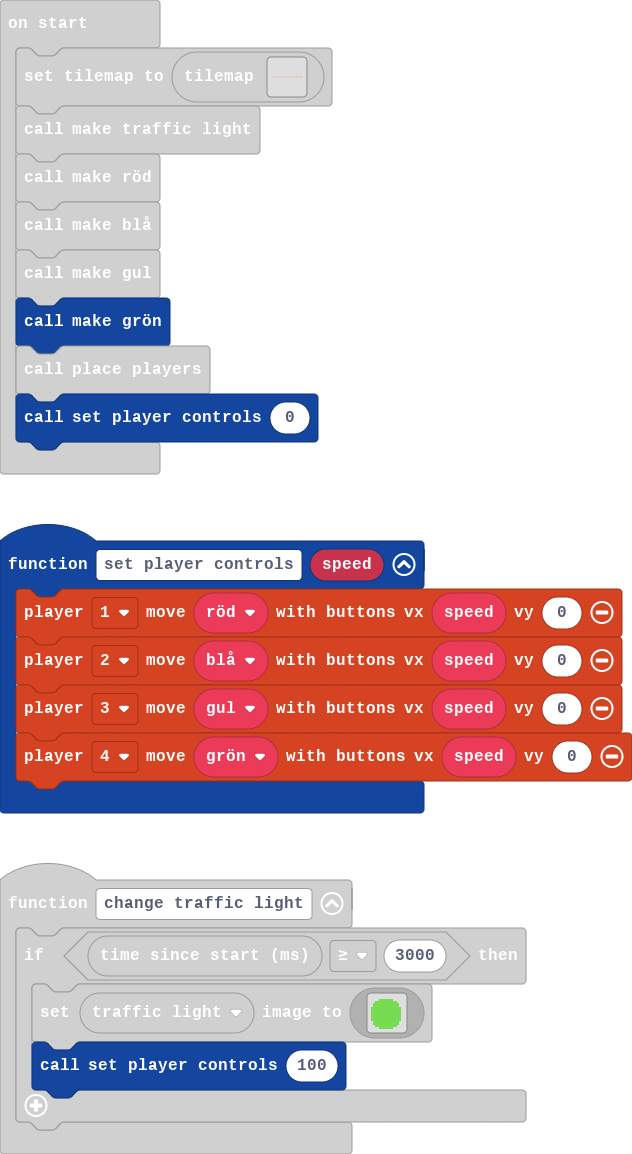 on start
set tilemap to tilemap
call make traffic light
call make röd
call make blå
call make gul
call make grön
call place players
call set player controls 0
function set player controls speed
player 1 move röd with buttons vx speed vy 0
player 2 move blå with buttons vx speed vy 0
player 3 move gul with buttons vx speed vy 0
player 4 move grön with buttons vx speed vy 0
function change traffic light
if time since start (ms) ≥ 3000 then
set traffic light image to
call set player controls 100